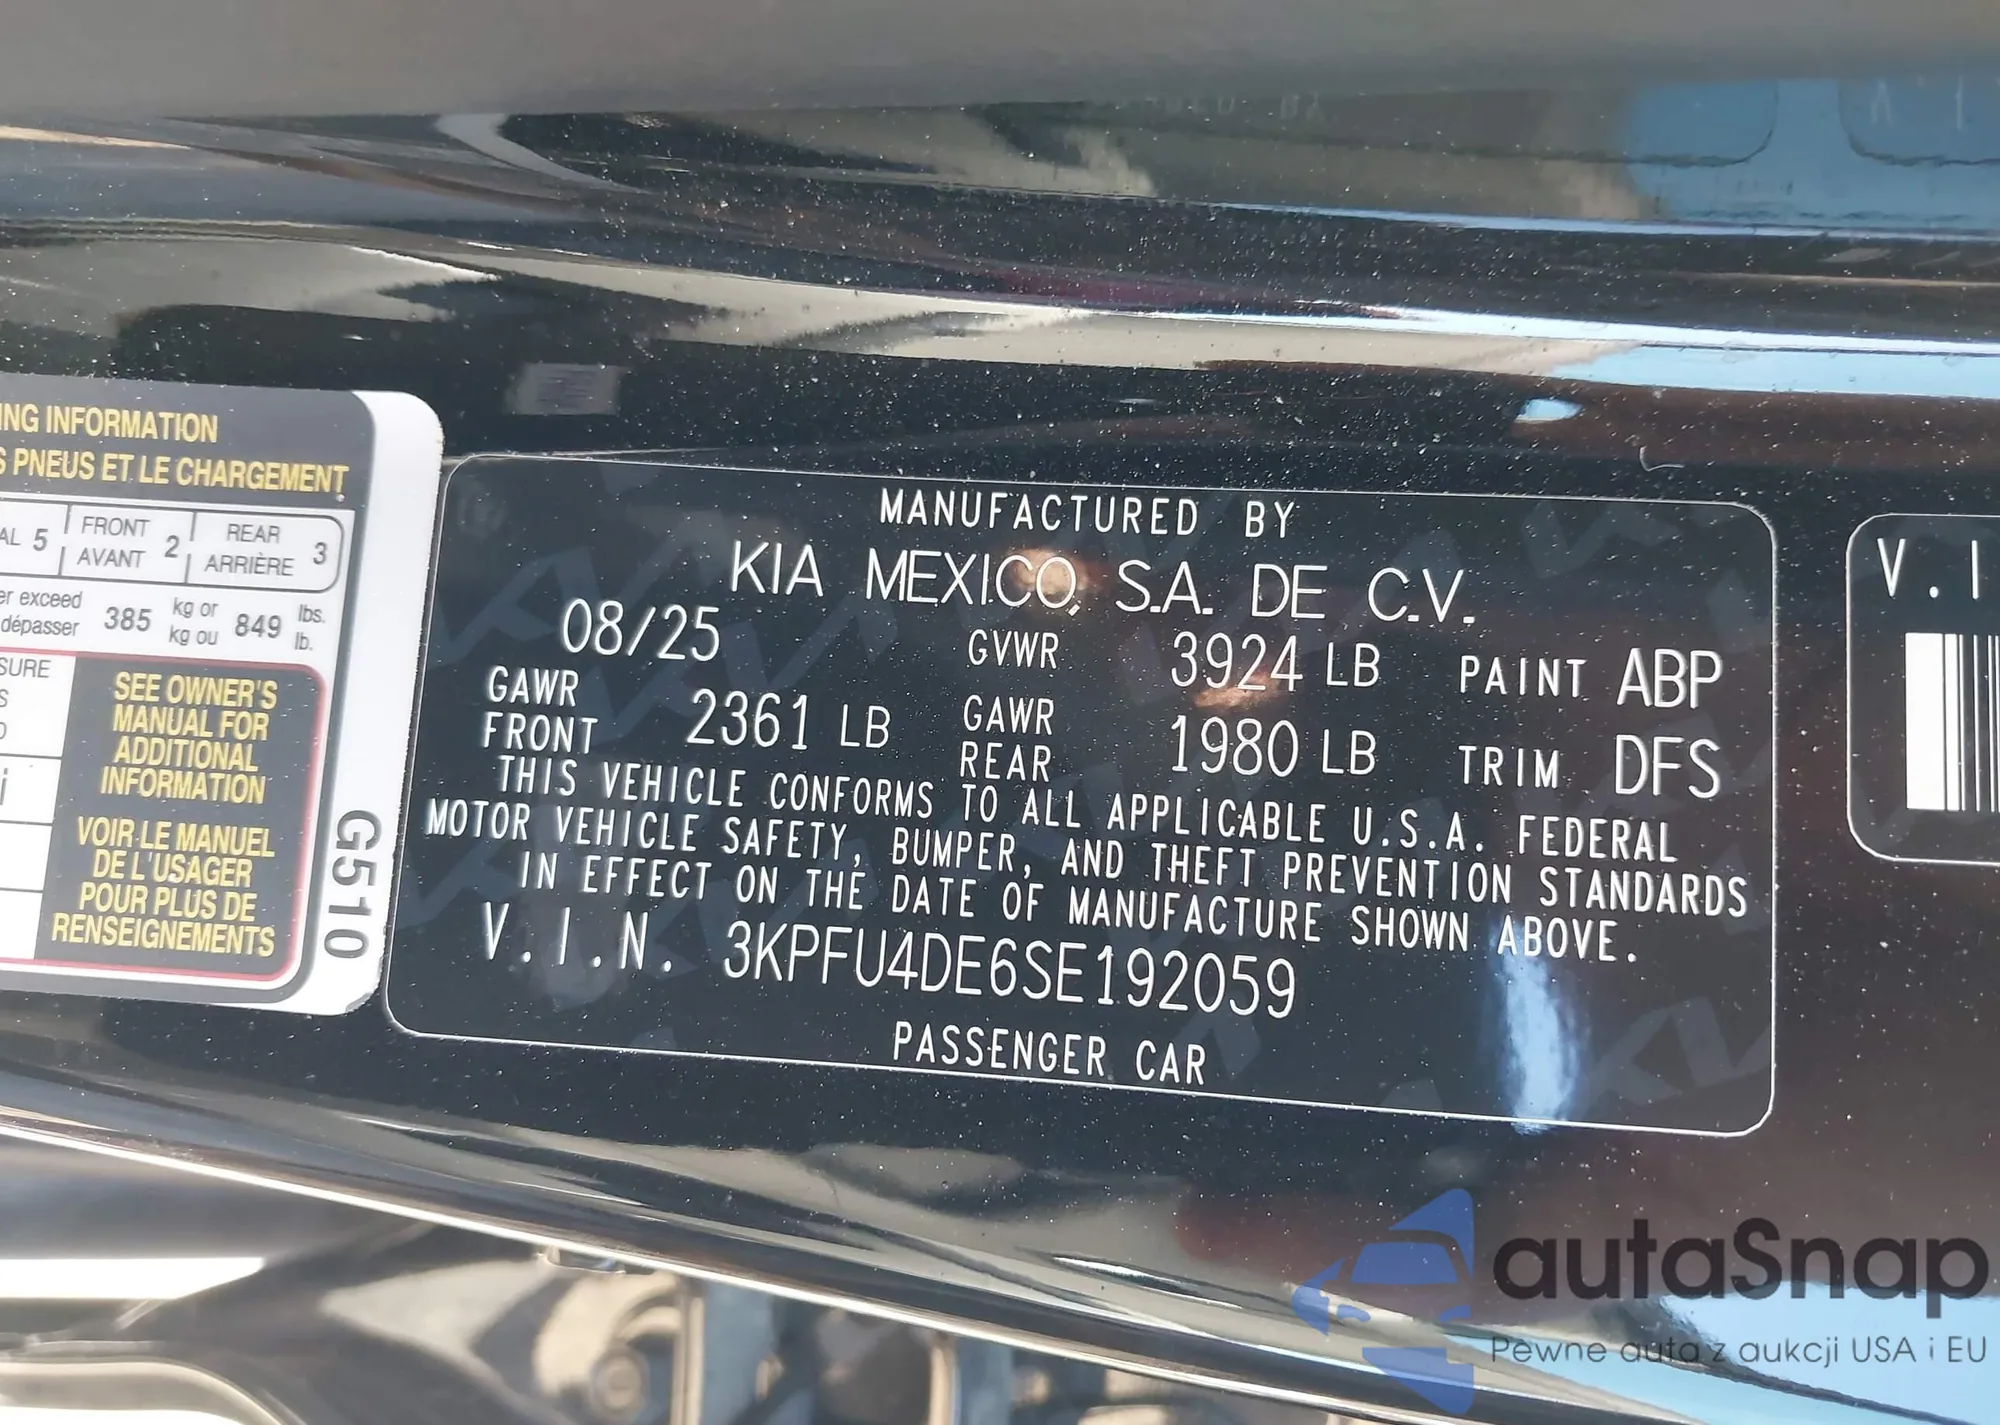 ING INFORMATION
S PNEUS ET LE CHARGEMENT
AL 5 FRONT AVANT 2 REAR ARRIÈRE 3
er exceed dépasser 385 kg or kg ou 849 lbs. lb.
SURE
SEE OWNER'S
MANUAL FOR
ADDITIONAL
INFORMATION
VOIR LE MANUEL
DE L'USAGER
POUR PLUS DE
RENSEIGNEMENTS
G510
MANUFACTURED BY
KIA MEXICO, S.A. DE C.V.
08/25 GVWR 3924 LB PAINT ABP
GAWR FRONT 2361 LB GAWR REAR 1980 LB TRIM DFS
THIS VEHICLE CONFORMS TO ALL APPLICABLE U.S.A. FEDERAL
MOTOR VEHICLE SAFETY, BUMPER, AND THEFT PREVENTION STANDARDS
IN EFFECT ON THE DATE OF MANUFACTURE SHOWN ABOVE.
V.I.N. 3KPFU4DE6SE192059
PASSENGER CAR
V.I
autaSnap
Pewne auta z aukcji USA i EU